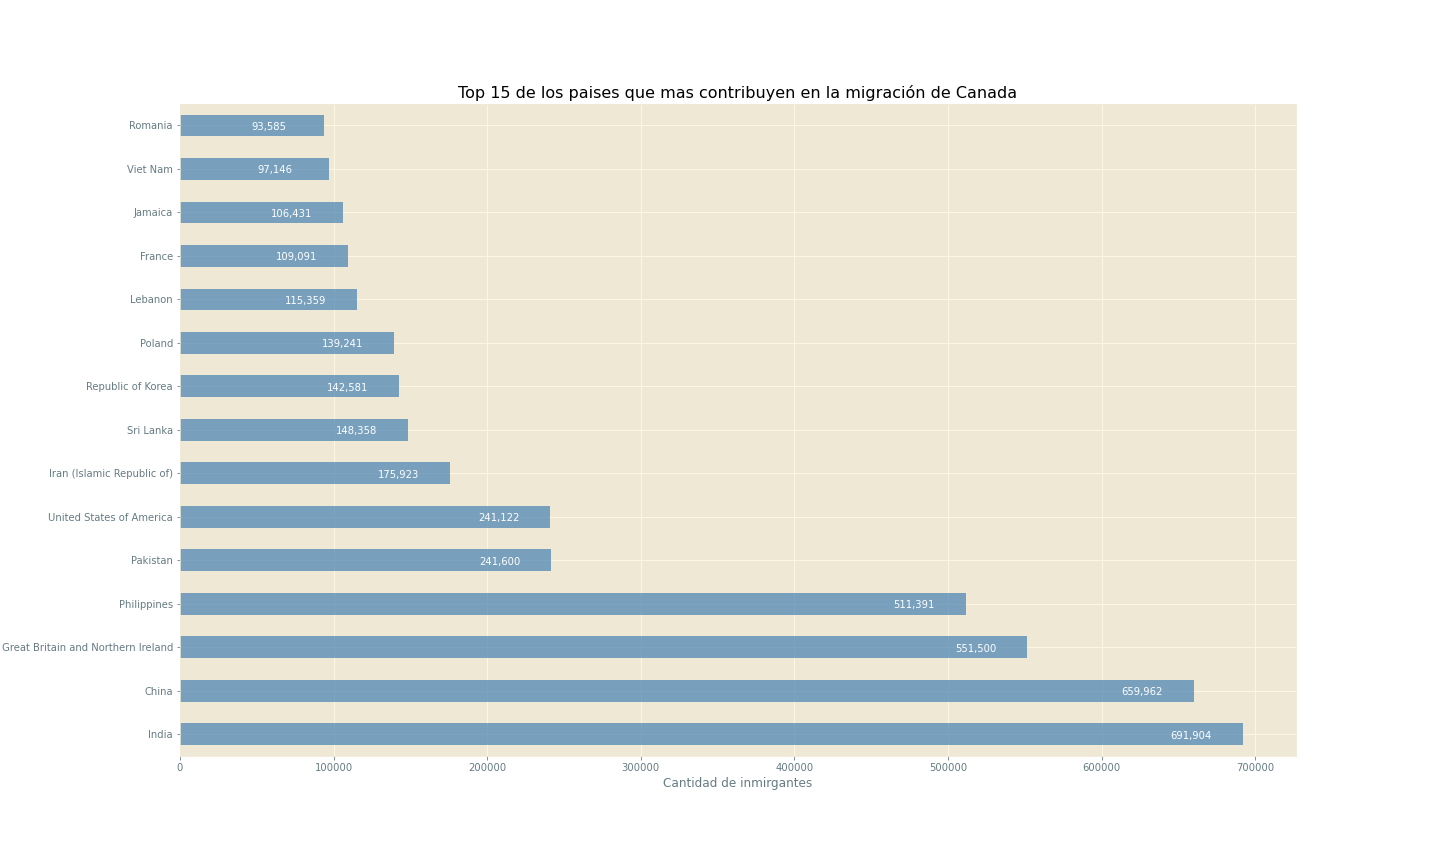 Top 15 de los paises que mas contribuyen en la migración de Canada
Romania 93,585
Viet Nam 97,146
Jamaica 106,431
France 109,091
Lebanon 115,359
Poland 139,241
Republic of Korea 142,581
Sri Lanka 148,358
Iran (Islamic Republic of) 175,923
United States of America 241,122
Pakistan 241,600
Philippines 511,391
Great Britain and Northern Ireland 551,500
China 659,962
India 691,904
0 100000 200000 300000 400000 500000 600000 700000
Cantidad de inmirgantes